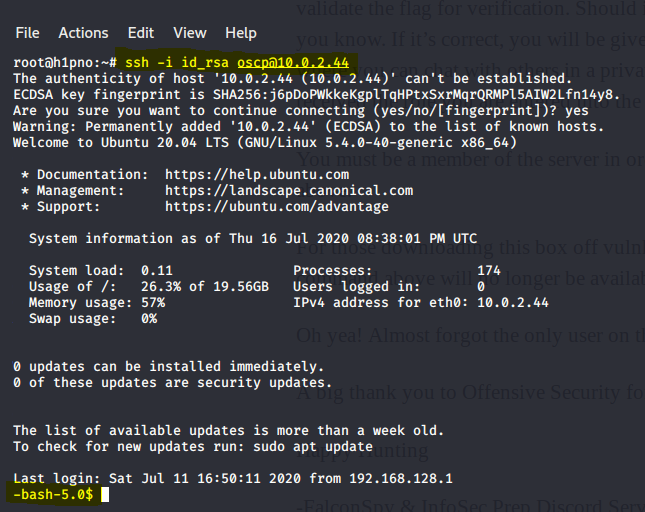 validate the flag for verification. Should
File Actions Edit View Help
you know. If it's correct, you will be give
root@h1pno:~# ssh -i id_rsa oscp@10.0.2.44
you can chat with others in a priva
The authenticity of host '10.0.2.44 (10.0.2.44)' can't be established.
ECDSA key fingerprint is SHA256:j6pDoPWkkeKgplTqHPtxSxrMqrQRMPl5AIW2Lfn14y8.
Are you sure you want to continue connecting (yes/no/[fingerprint])? yes
Warning: Permanently added '10.0.2.44' (ECDSA) to the list of known hosts.
Welcome to Ubuntu 20.04 LTS (GNU/Linux 5.4.0-40-generic x86_64)
You must be a member of the server in or
* Documentation: https://help.ubuntu.com
* Management: https://landscape.canonical.com
* Support: https://ubuntu.com/advantage
System information as of Thu 16 Jul 2020 08:38:01 PM UTC
For those downloading this box off vuln
System load: 0.11 Processes: 174
above will no longer be availa
Usage of /: 26.3% of 19.56GB Users logged in: 0
Memory usage: 57% IPv4 address for eth0: 10.0.2.44
Swap usage: 0%
Oh yea! Almost forgot the only user on th
0 updates can be installed immediately.
0 of these updates are security updates.
A big thank you to Offensive Security fo
The list of available updates is more than a week old.
To check for new updates run: sudo apt update
Happy Hunting
Last login: Sat Jul 11 16:50:11 2020 from 192.168.128.1
-bash-5.0$
-FalconSpy & InfoSec Prep Discord Serv